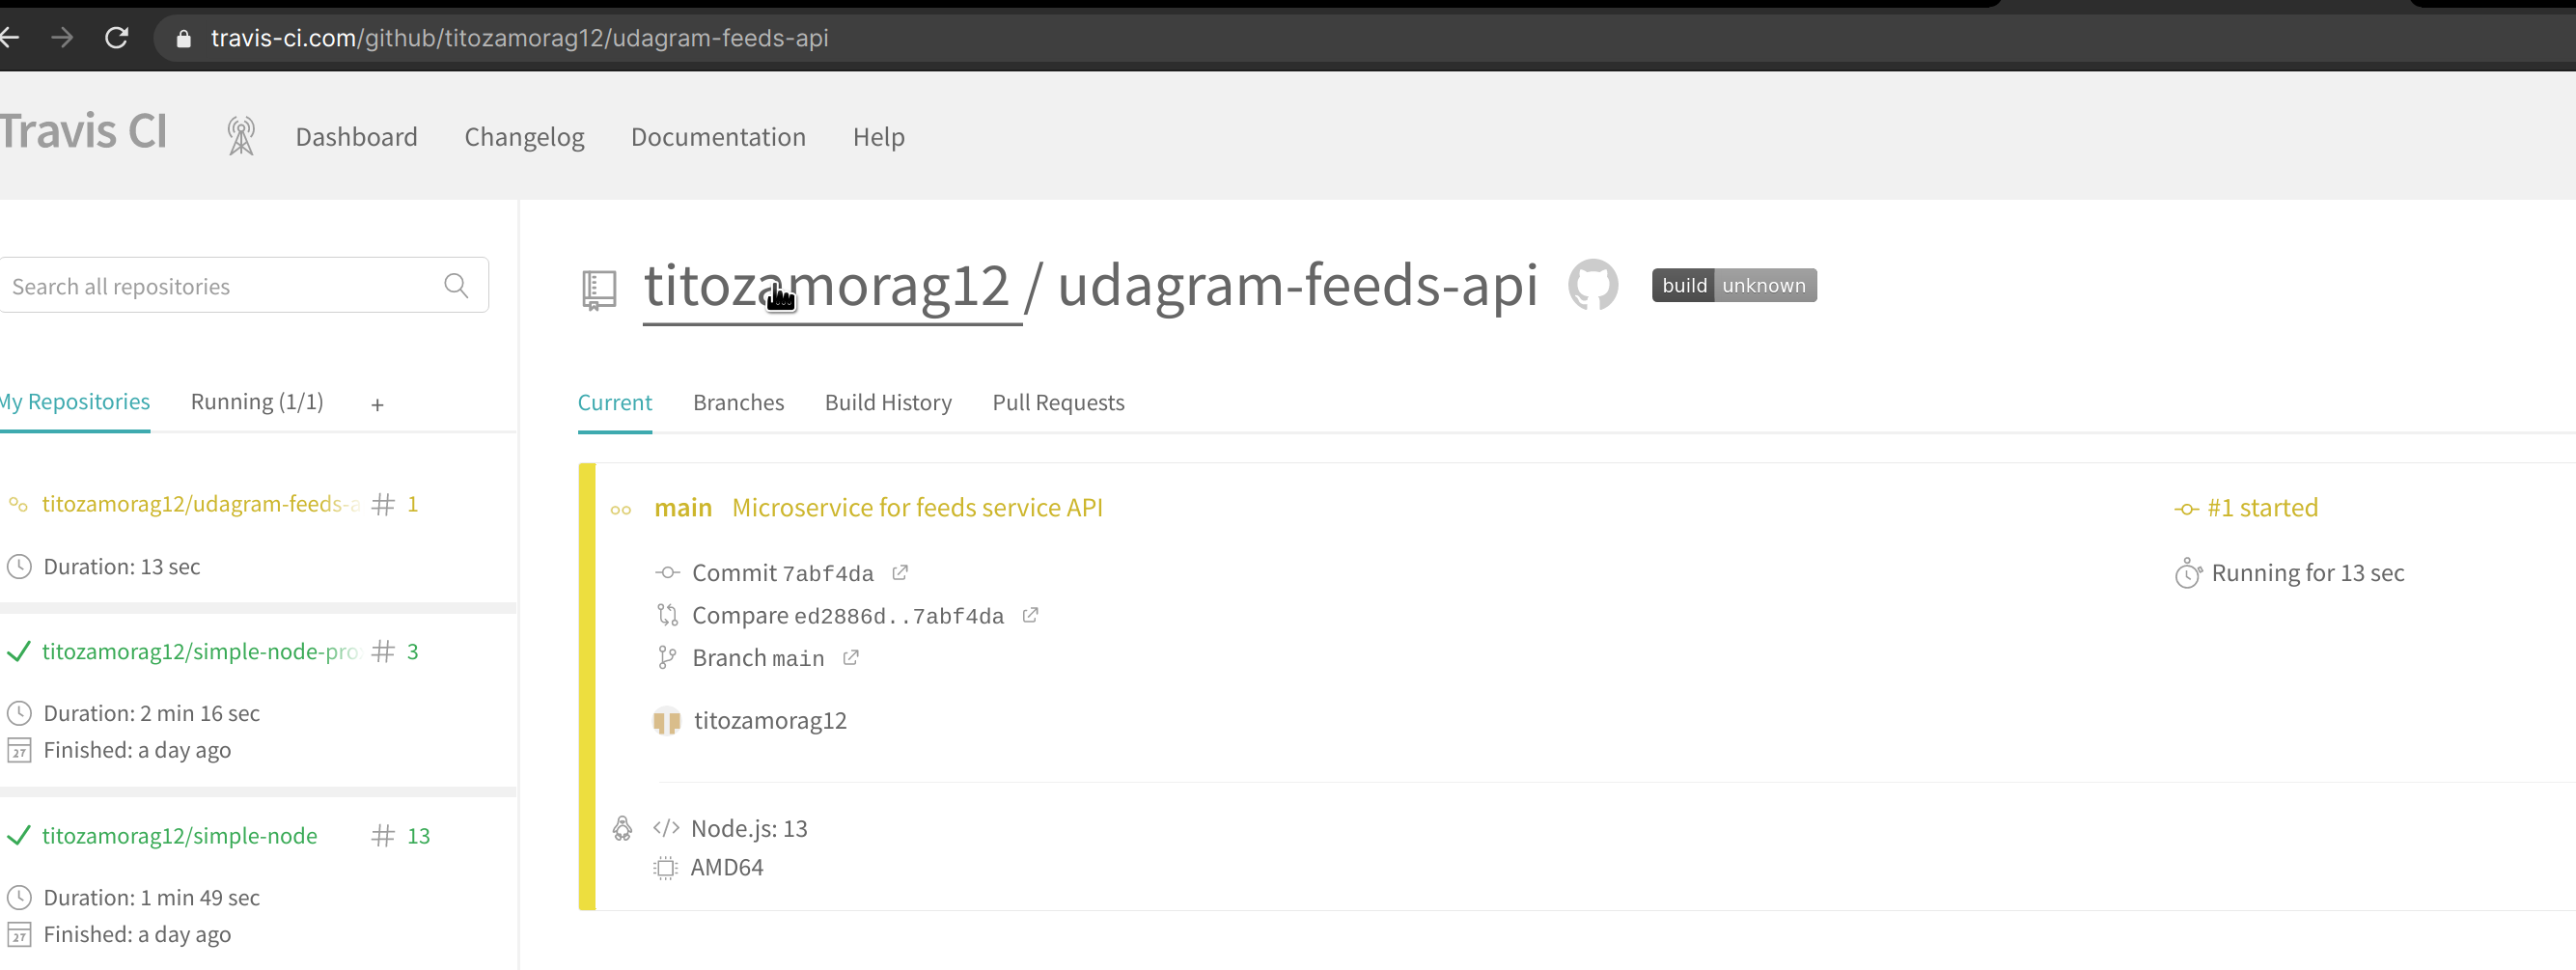 travis-ci.com/github/titozamorag12/udagram-feeds-api
Travis CI
Dashboard Changelog Documentation Help
Search all repositories
My Repositories Running (1/1) +
titozamorag12/udagram-feeds-a # 1
Duration: 13 sec
titozamorag12/simple-node-pro # 3
Duration: 2 min 16 sec
27 Finished: a day ago
titozamorag12/simple-node # 13
Duration: 1 min 49 sec
27 Finished: a day ago
titozamorag12 / udagram-feeds-api build unknown
Current Branches Build History Pull Requests
main Microservice for feeds service API
#1 started
Commit 7abf4da
Running for 13 sec
Compare ed2886d..7abf4da
Branch main
titozamorag12
</> Node.js: 13
AMD64